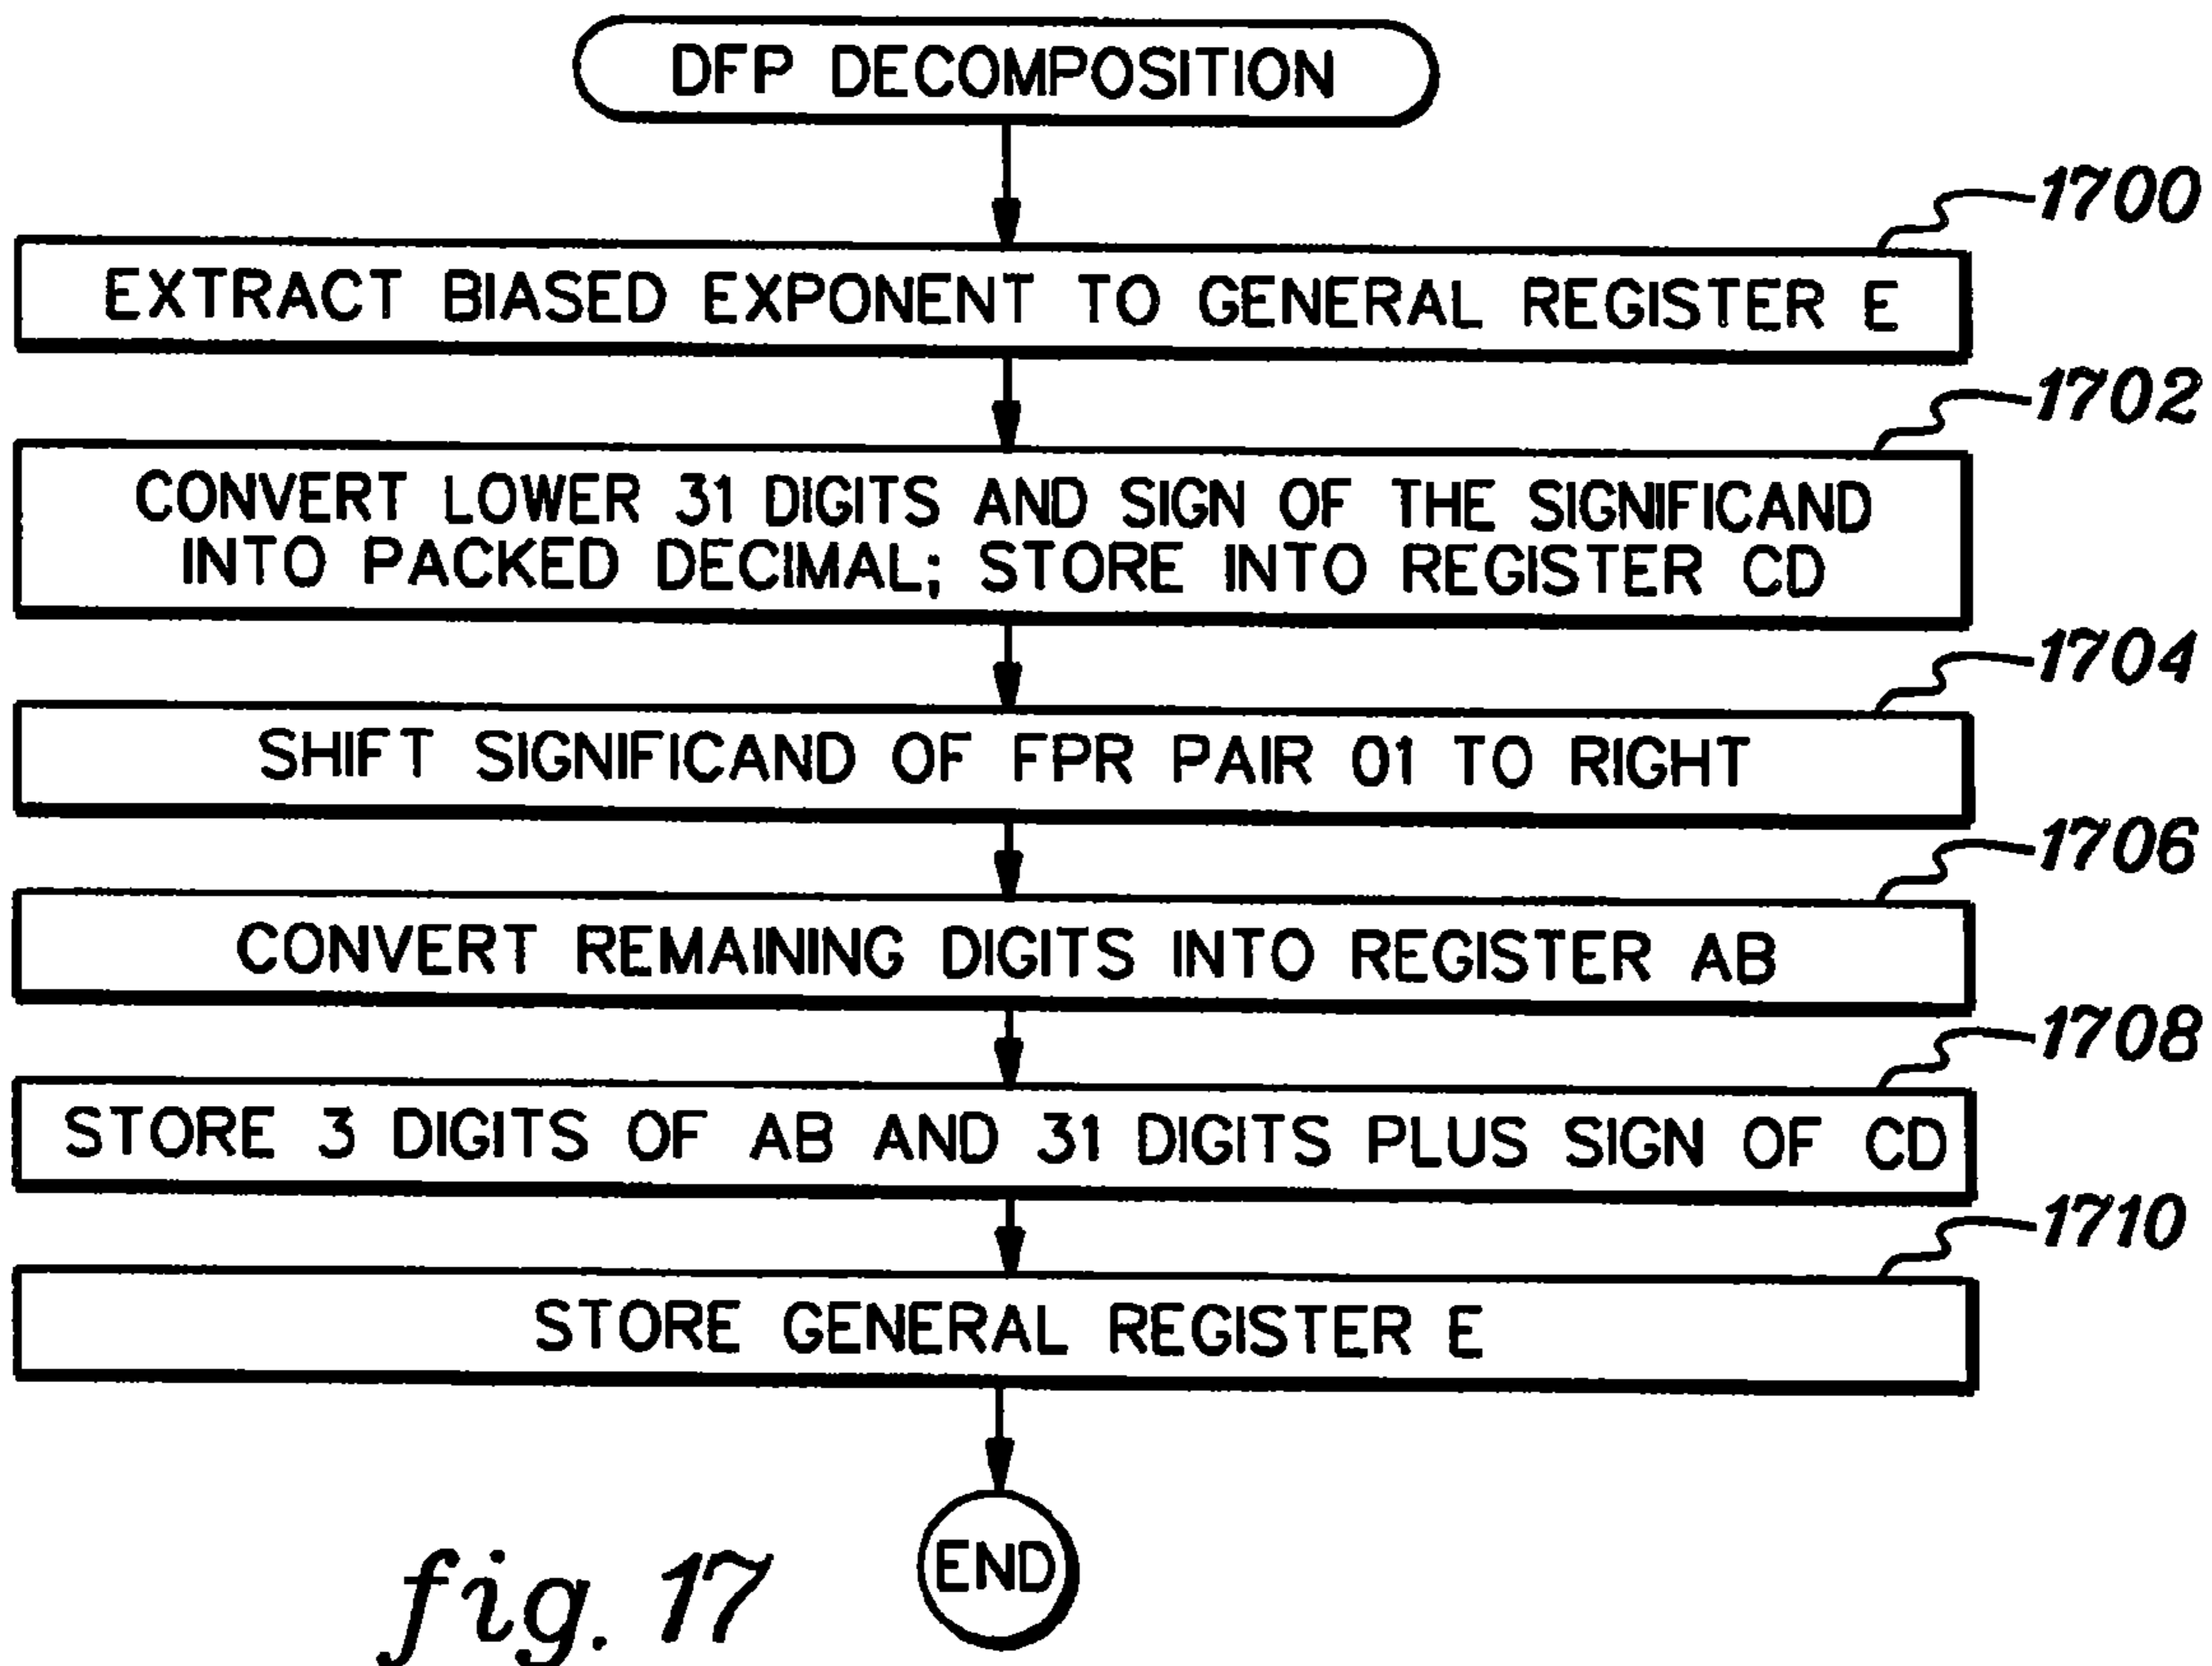 DFP DECOMPOSITION
1700
EXTRACT BIASED EXPONENT TO GENERAL REGISTER E
1702
CONVERT LOWER 31 DIGITS AND SIGN OF THE SIGNIFICAND
INTO PACKED DECIMAL; STORE INTO REGISTER CD
1704
SHIFT SIGNIFICAND OF FPR PAIR 01 TO RIGHT
1706
CONVERT REMAINING DIGITS INTO REGISTER AB
1708
STORE 3 DIGITS OF AB AND 31 DIGITS PLUS SIGN OF CD
1710
STORE GENERAL REGISTER E
END
fig. 17